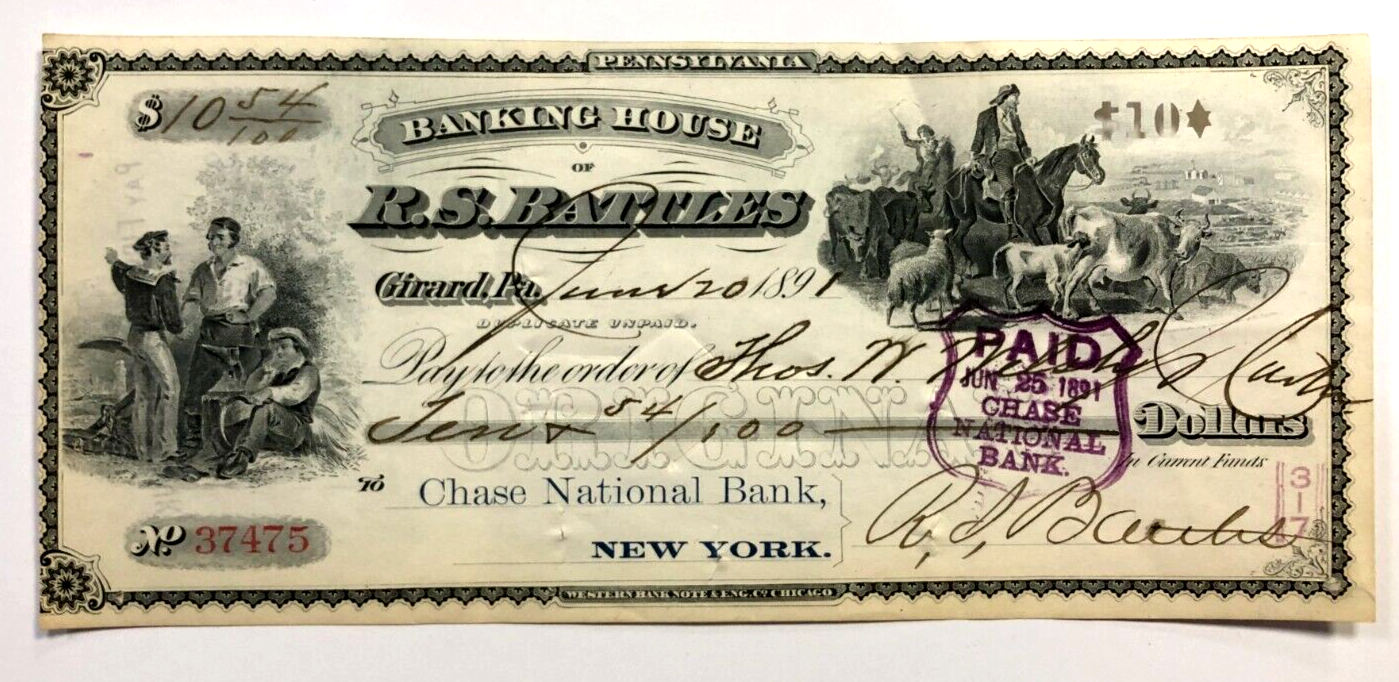 PENNSYLVANIA
$10 54/100
$10✶
BANKING HOUSE
OF
R.S. BATTLES
Girard, Pa. June 20 1891
DUPLICATE UNPAID.
Pay to the order of Thos. W.
ORIGINAL
Ten & 54/100 Dollars
In Current Funds
PAID
JUN 25 1891
CHASE
NATIONAL
BANK.
To Chase National Bank,
NEW YORK.
R. S. Battles
317
No 37475
WESTERN BANK NOTE & ENG. CO. CHICAGO